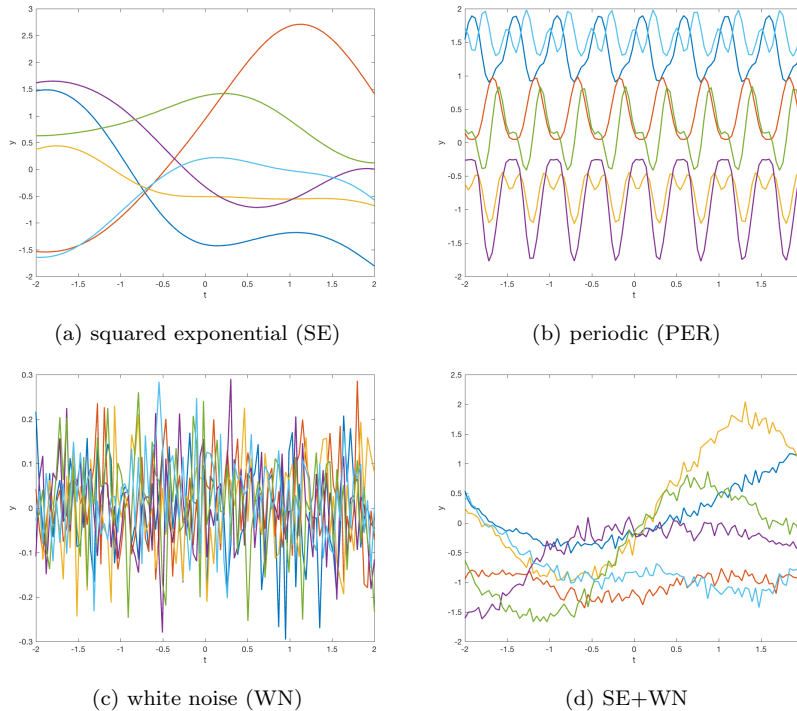 3
2.5
2
1.5
1
0.5
0
-0.5
-1
-1.5
-2
y
-2 -1.5 -1 -0.5 0 0.5 1 1.5 2
t
(a) squared exponential (SE)
2
1.5
1
0.5
0
-0.5
-1
-1.5
-2
y
-2 -1.5 -1 -0.5 0 0.5 1 1.5
t
(b) periodic (PER)
0.3
0.2
0.1
0
-0.1
-0.2
-0.3
y
-2 -1.5 -1 -0.5 0 0.5 1 1.5 2
t
(c) white noise (WN)
2.5
2
1.5
1
0.5
0
-0.5
-1
-1.5
-2
y
-2 -1.5 -1 -0.5 0 0.5 1 1.5
t
(d) SE+WN